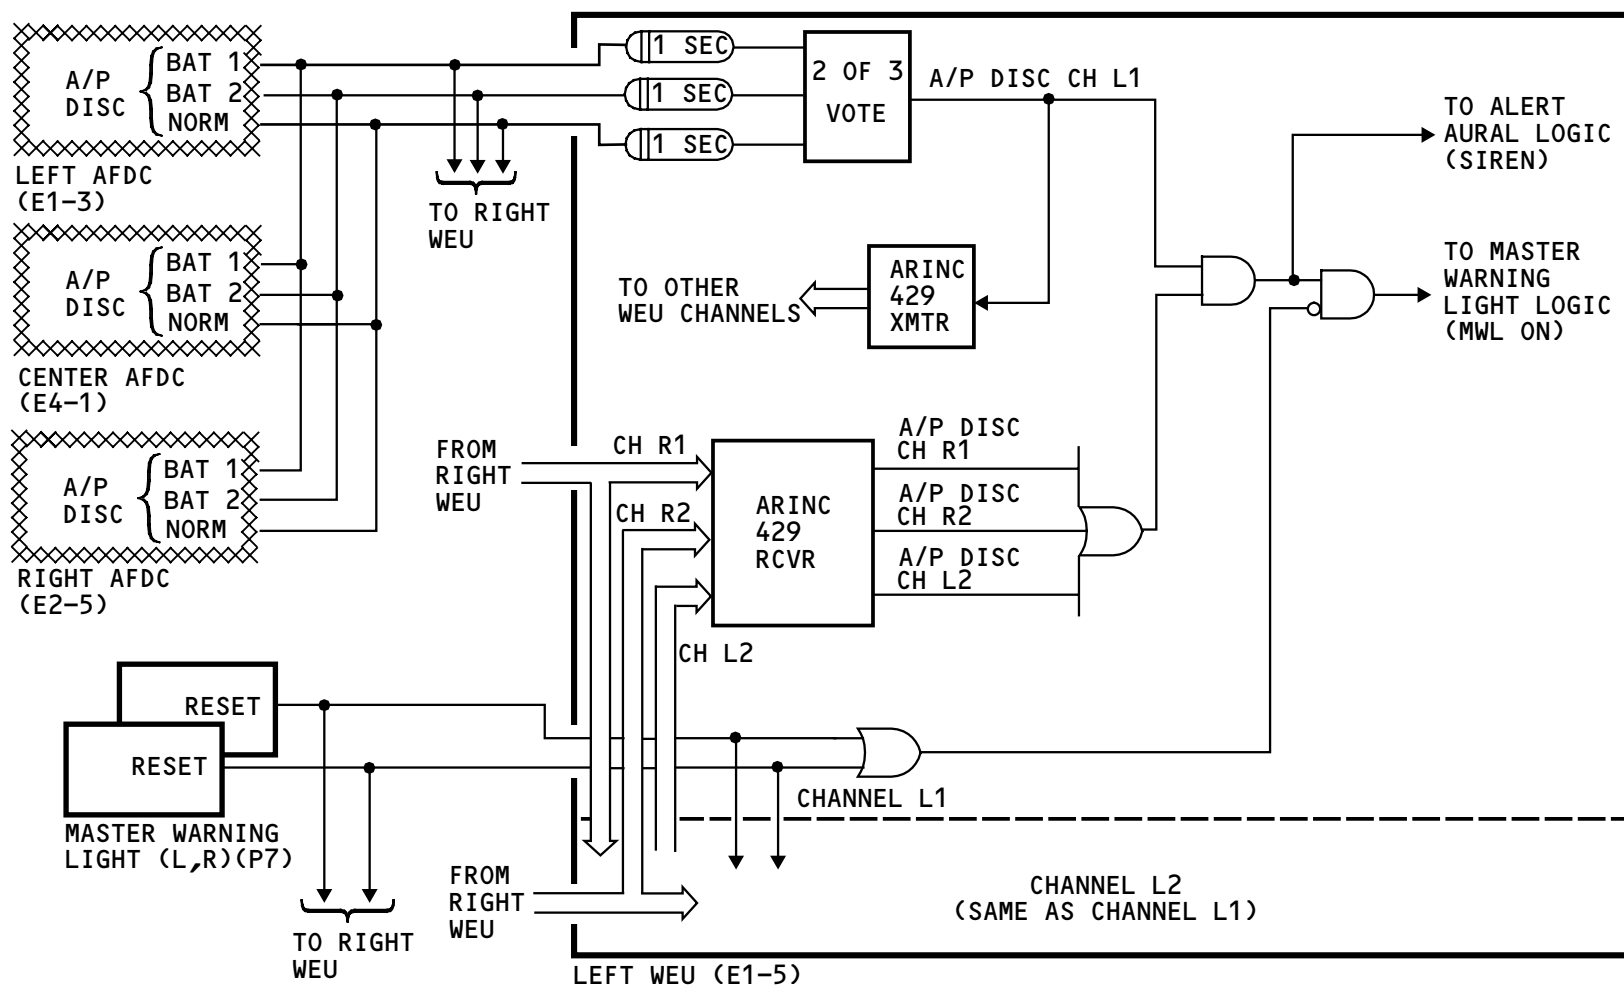 A/P
DISC
BAT 1
BAT 2
NORM
LEFT AFDC
(E1-3)
A/P
DISC
BAT 1
BAT 2
NORM
CENTER AFDC
(E4-1)
A/P
DISC
BAT 1
BAT 2
NORM
RIGHT AFDC
(E2-5)
TO RIGHT
WEU
1 SEC
1 SEC
1 SEC
2 OF 3
VOTE
A/P DISC CH L1
TO ALERT
AURAL LOGIC
(SIREN)
TO OTHER
WEU CHANNELS
ARINC
429
XMTR
TO MASTER
WARNING
LIGHT LOGIC
(MWL ON)
FROM
RIGHT
WEU
CH R1
CH R2
CH L2
ARINC
429
RCVR
A/P DISC
CH R1
A/P DISC
CH R2
A/P DISC
CH L2
RESET
RESET
MASTER WARNING
LIGHT (L,R)(P7)
TO RIGHT
WEU
FROM
RIGHT
WEU
CHANNEL L1
CHANNEL L2
(SAME AS CHANNEL L1)
LEFT WEU (E1-5)